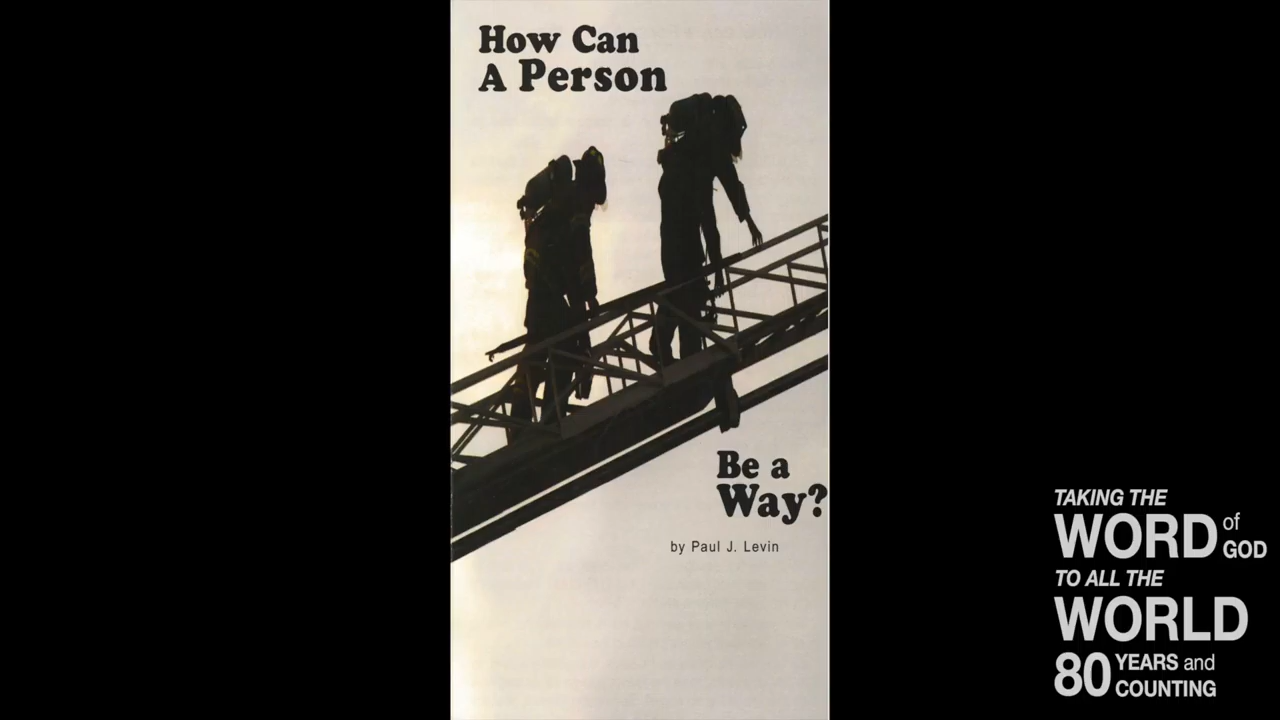 How Can
A Person
Be a
Way?
by Paul J. Levin
TAKING THE
WORD of
GOD
TO ALL THE
WORLD
80 YEARS and
COUNTING